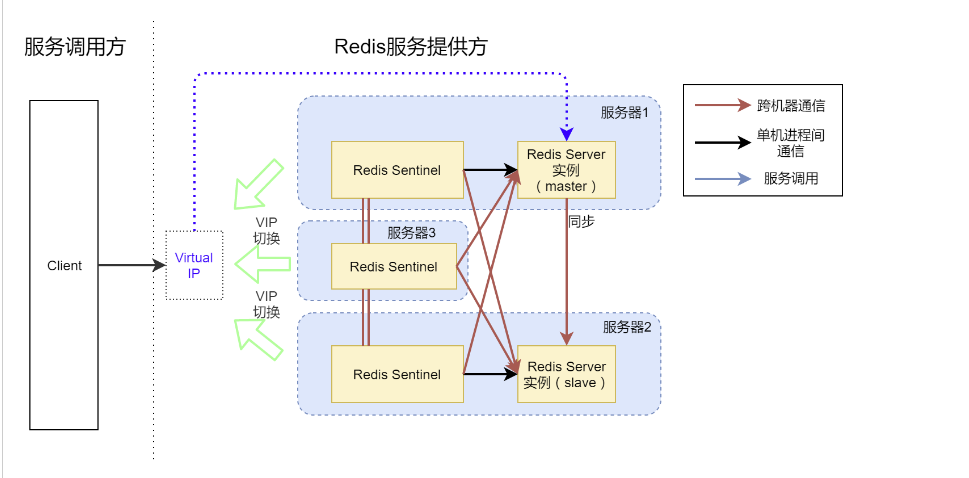 服务调用方
Redis服务提供方
服务器1
Redis Sentinel
Redis Server
实例
（master）
同步
VIP
切换
服务器3
Redis Sentinel
Client
Virtual
IP
VIP
切换
服务器2
Redis Sentinel
Redis Server
实例（slave）
跨机器通信
单机进程间
通信
服务调用